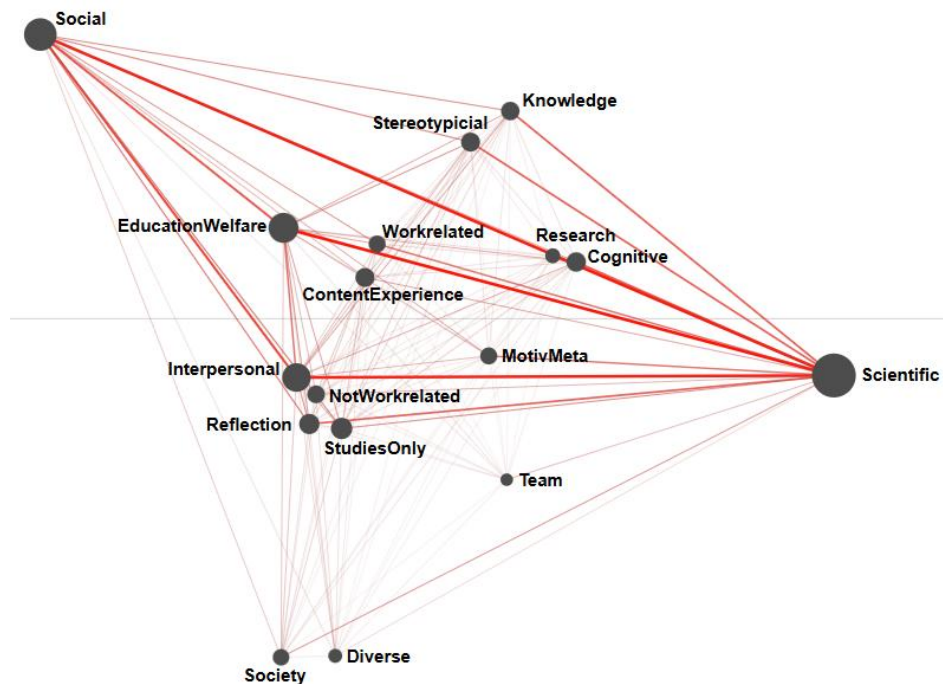 Social
Knowledge
Stereotypicial
EducationWelfare
Workrelated
Research
Cognitive
ContentExperience
MotivMeta
Interpersonal
Scientific
NotWorkrelated
Reflection
StudiesOnly
Team
Diverse
Society